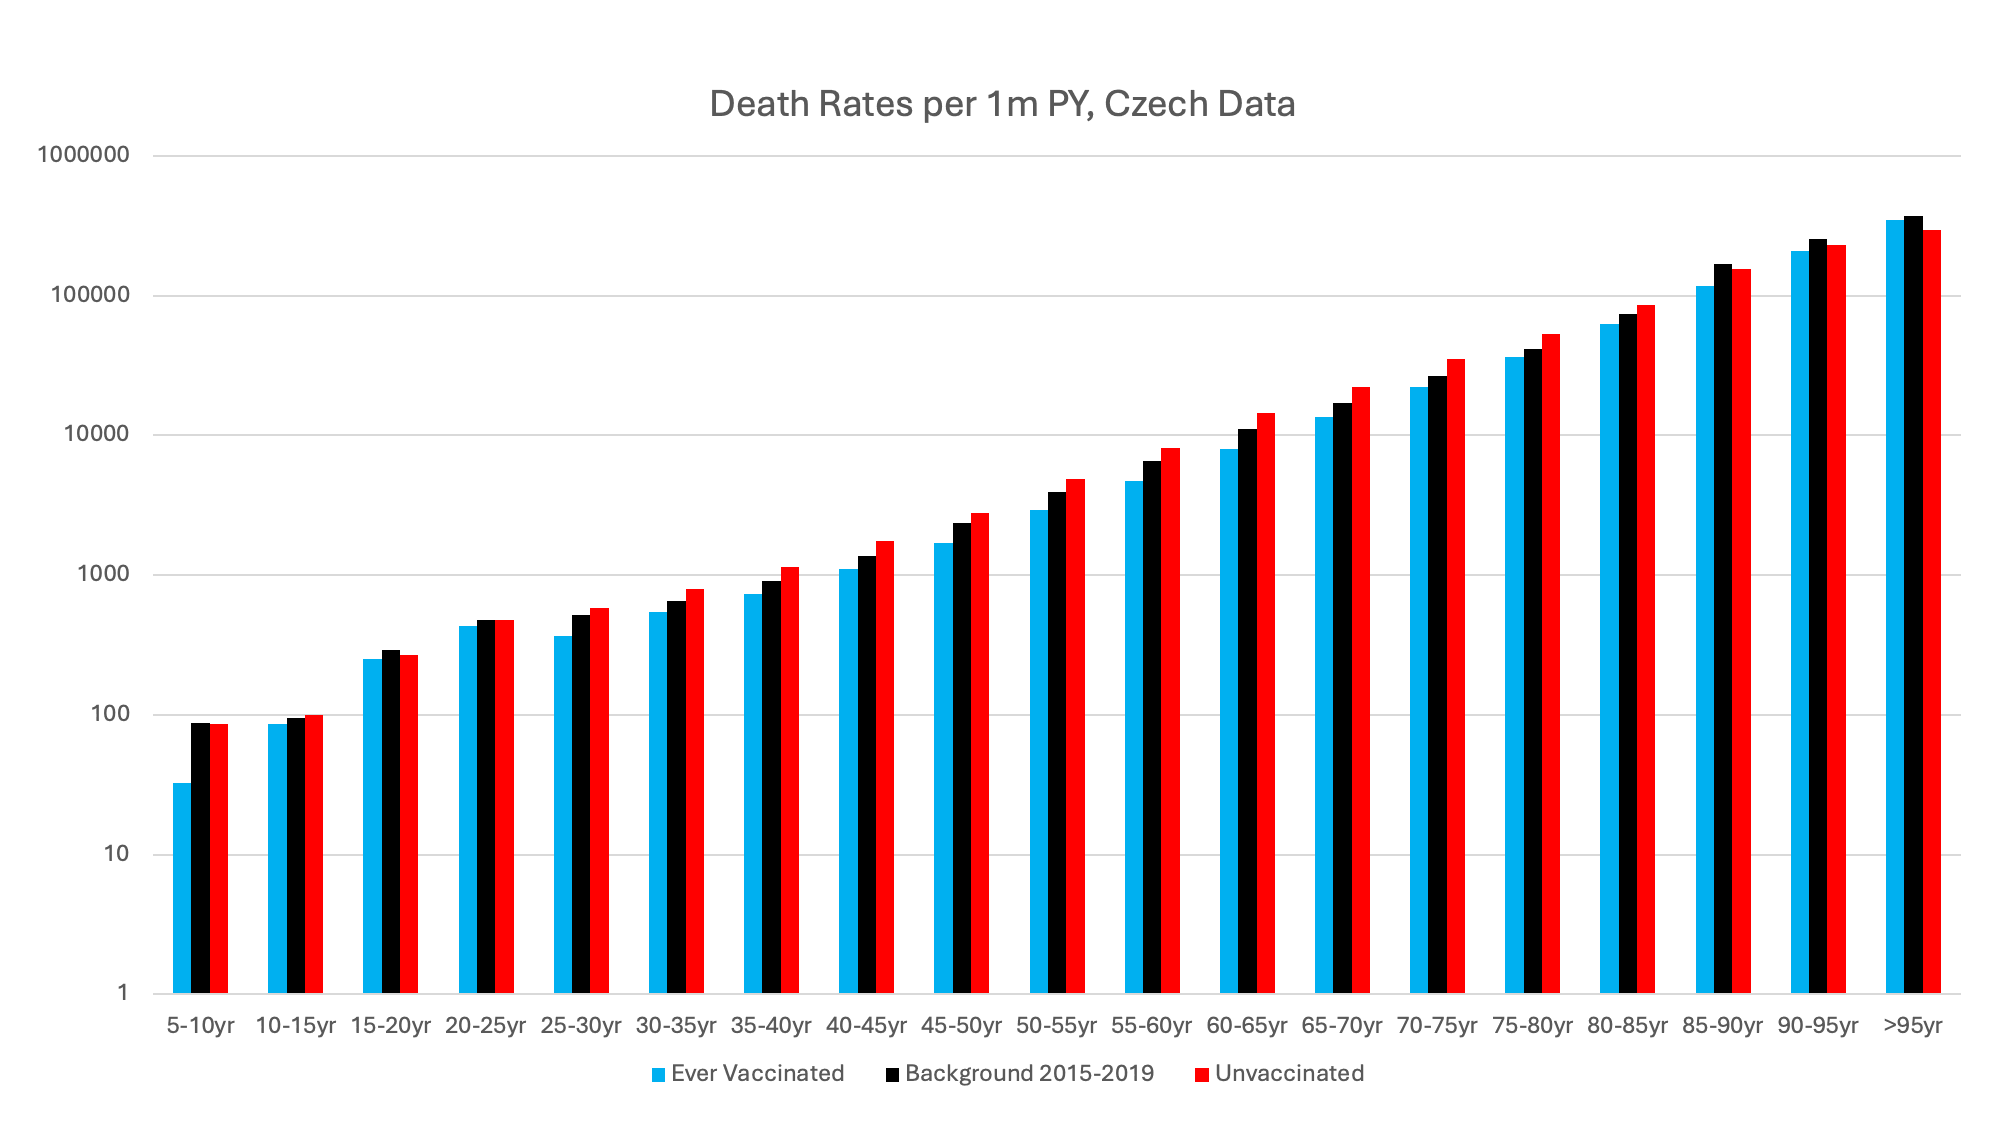 Death Rates per 1m PY, Czech Data
1000000
100000
10000
1000
100
10
1
5-10yr 10-15yr 15-20yr 20-25yr 25-30yr 30-35yr 35-40yr 40-45yr 45-50yr 50-55yr 55-60yr 60-65yr 65-70yr 70-75yr 75-80yr 80-85yr 85-90yr 90-95yr >95yr
Ever Vaccinated Background 2015-2019 Unvaccinated